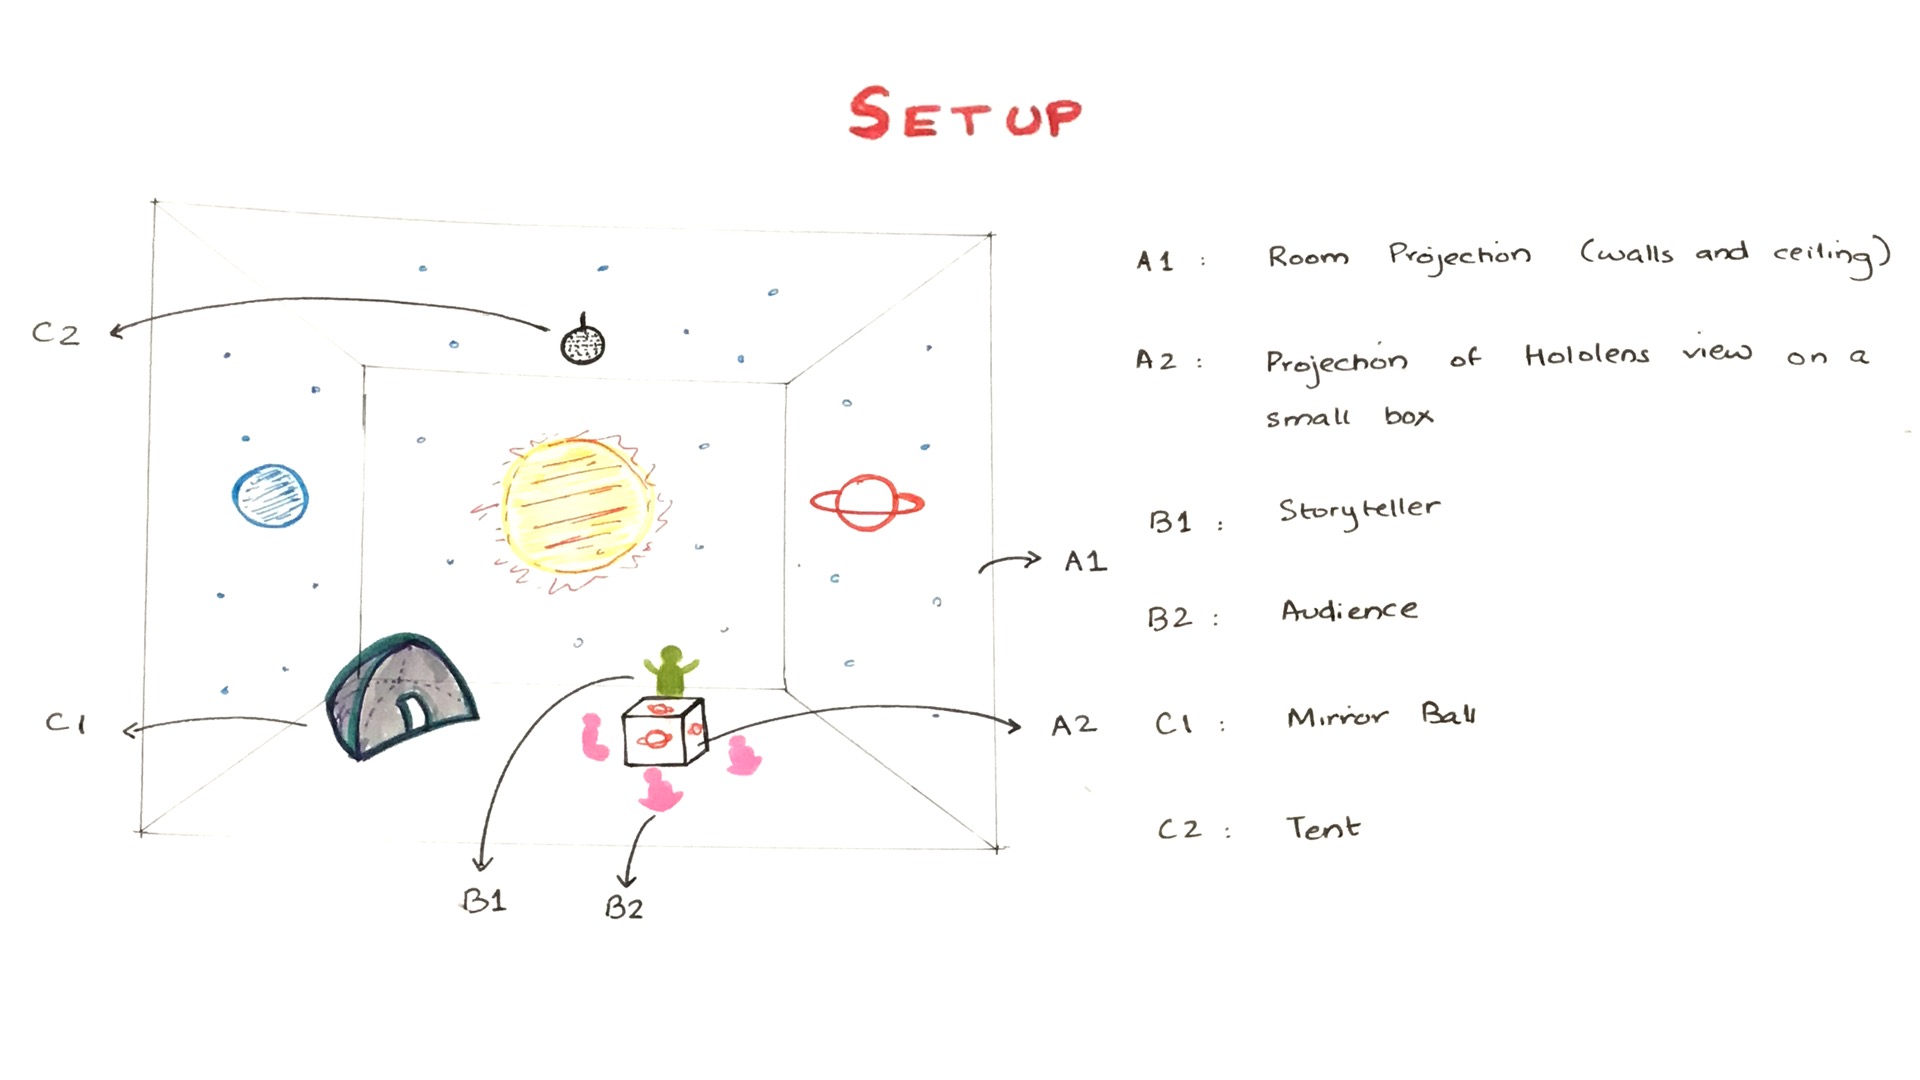 SETUP
C2
C1
B1
B2
A1
A2
A1 : Room Projection (walls and ceiling)
A2 : Projection of Hololens view on a
small box
B1 : Storyteller
B2 : Audience
C1 : Mirror Ball
C2 : Tent